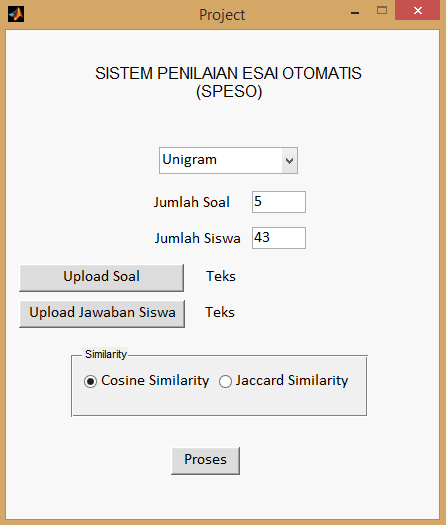 Project
SISTEM PENILAIAN ESAI OTOMATIS
(SPESO)
Unigram
Jumlah Soal 5
Jumlah Siswa 43
Upload Soal Teks
Upload Jawaban Siswa Teks
Similarity
Cosine Similarity Jaccard Similarity
Proses